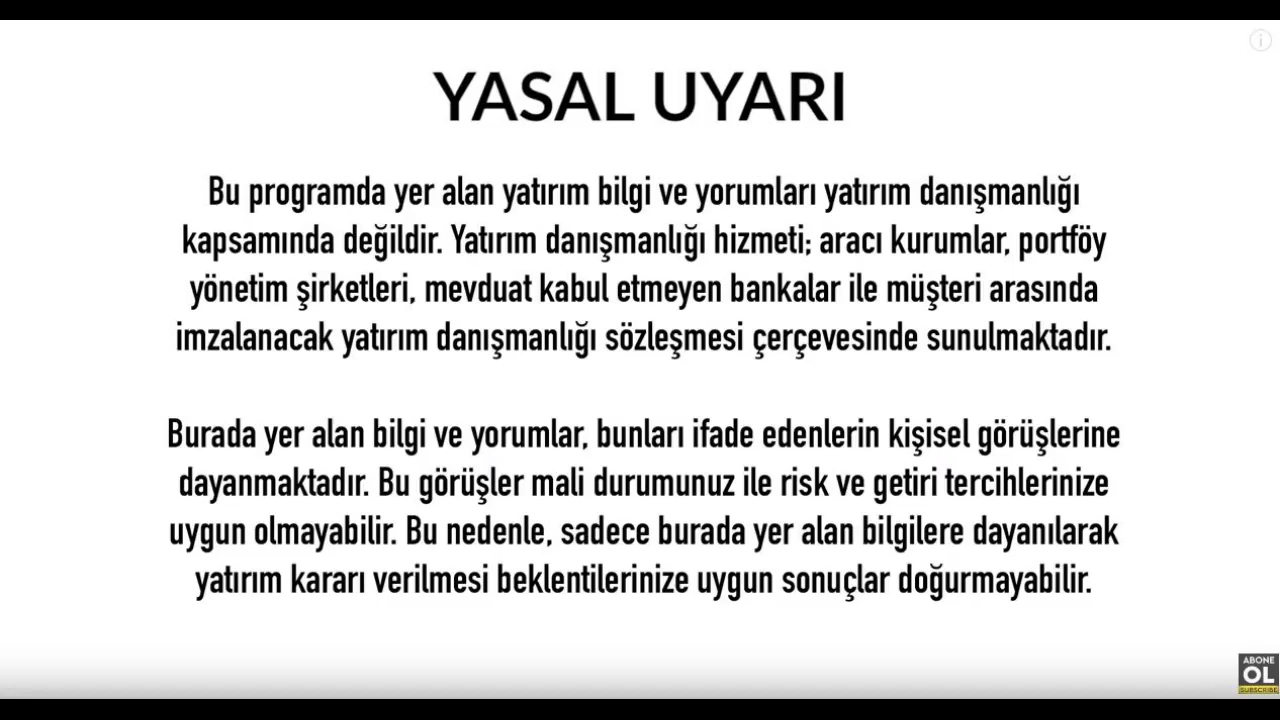 YASAL UYARI
Bu programda yer alan yatırım bilgi ve yorumları yatırım danışmanlığı
kapsamında değildir. Yatırım danışmanlığı hizmeti; aracı kurumlar, portföy
yönetim şirketleri, mevduat kabul etmeyen bankalar ile müşteri arasında
imzalanacak yatırım danışmanlığı sözleşmesi çerçevesinde sunulmaktadır.
Burada yer alan bilgi ve yorumlar, bunları ifade edenlerin kişisel görüşlerine
dayanmaktadır. Bu görüşler mali durumunuz ile risk ve getiri tercihlerinize
uygun olmayabilir. Bu nedenle, sadece burada yer alan bilgilere dayanılarak
yatırım kararı verilmesi beklentilerinize uygun sonuçlar doğurmayabilir.
ABONE
OL
SUBSCRIBE